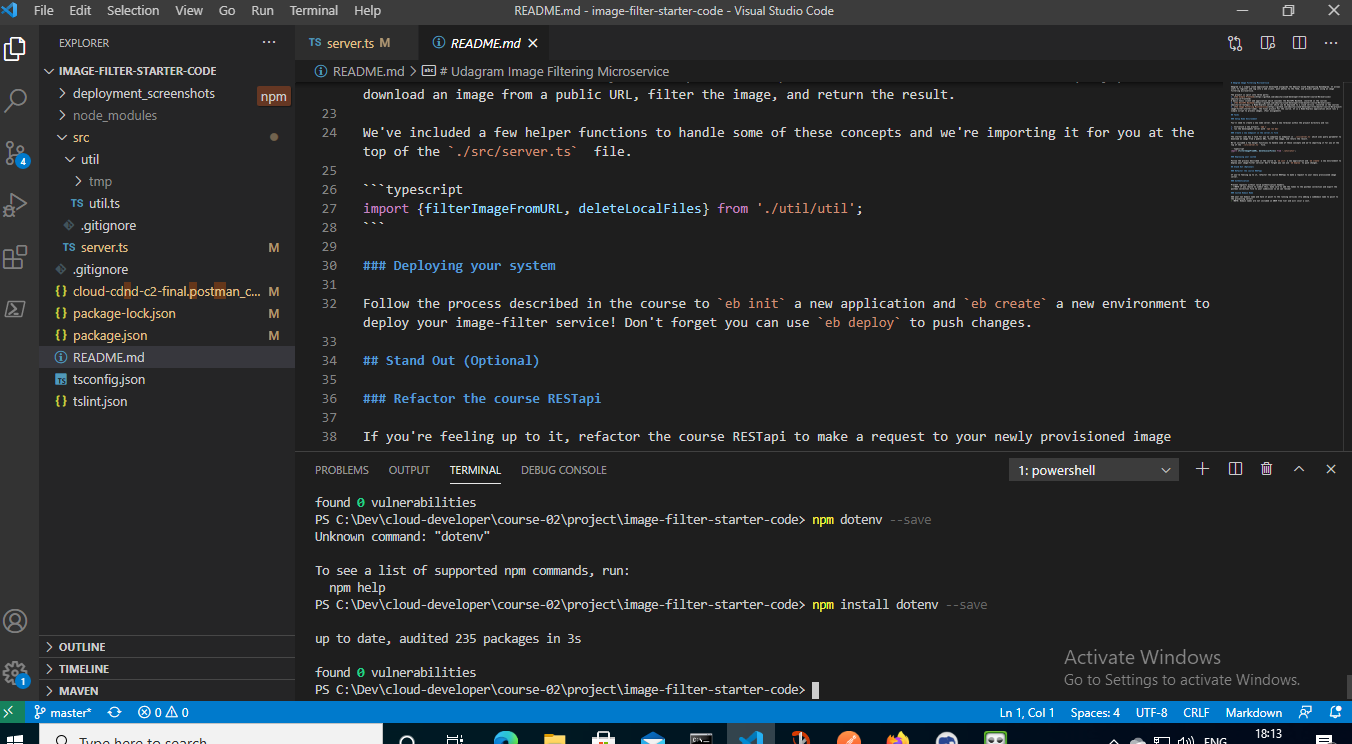 File Edit Selection View Go Run Terminal Help
README.md - image-filter-starter-code - Visual Studio Code
EXPLORER
TS server.ts M
README.md
README.md > # Udagram Image Filtering Microservice
IMAGE-FILTER-STARTER-CODE
deployment_screenshots
npm
node_modules
src
util
tmp
TS util.ts
.gitignore
TS server.ts M
.gitignore
{} cloud-cdnd-c2-final.postman_c... M
{} package-lock.json M
{} package.json M
README.md
TS tsconfig.json
{} tslint.json
OUTLINE
TIMELINE
MAVEN
4
1
download an image from a public URL, filter the image, and return the result.
23
24 We've included a few helper functions to handle some of these concepts and we're importing it for you at the
top of the `./src/server.ts`  file.
25
26 ```typescript
27 import {filterImageFromURL, deleteLocalFiles} from './util/util';
28 ```
29
30 ### Deploying your system
31
32 Follow the process described in the course to `eb init` a new application and `eb create` a new environment to
deploy your image-filter service! Don't forget you can use `eb deploy` to push changes.
33
34 ## Stand Out (Optional)
35
36 ### Refactor the course RESTapi
37
38 If you're feeling up to it, refactor the course RESTapi to make a request to your newly provisioned image
PROBLEMS OUTPUT TERMINAL DEBUG CONSOLE
1: powershell
found 0 vulnerabilities
PS C:\Dev\cloud-developer\course-02\project\image-filter-starter-code> npm dotenv --save
Unknown command: "dotenv"
To see a list of supported npm commands, run:
npm help
PS C:\Dev\cloud-developer\course-02\project\image-filter-starter-code> npm install dotenv --save
up to date, audited 235 packages in 3s
found 0 vulnerabilities
PS C:\Dev\cloud-developer\course-02\project\image-filter-starter-code>
Activate Windows
Go to Settings to activate Windows.
master* 0 0
Ln 1, Col 1 Spaces: 4 UTF-8 CRLF Markdown
Type here to search
ENG
18:13